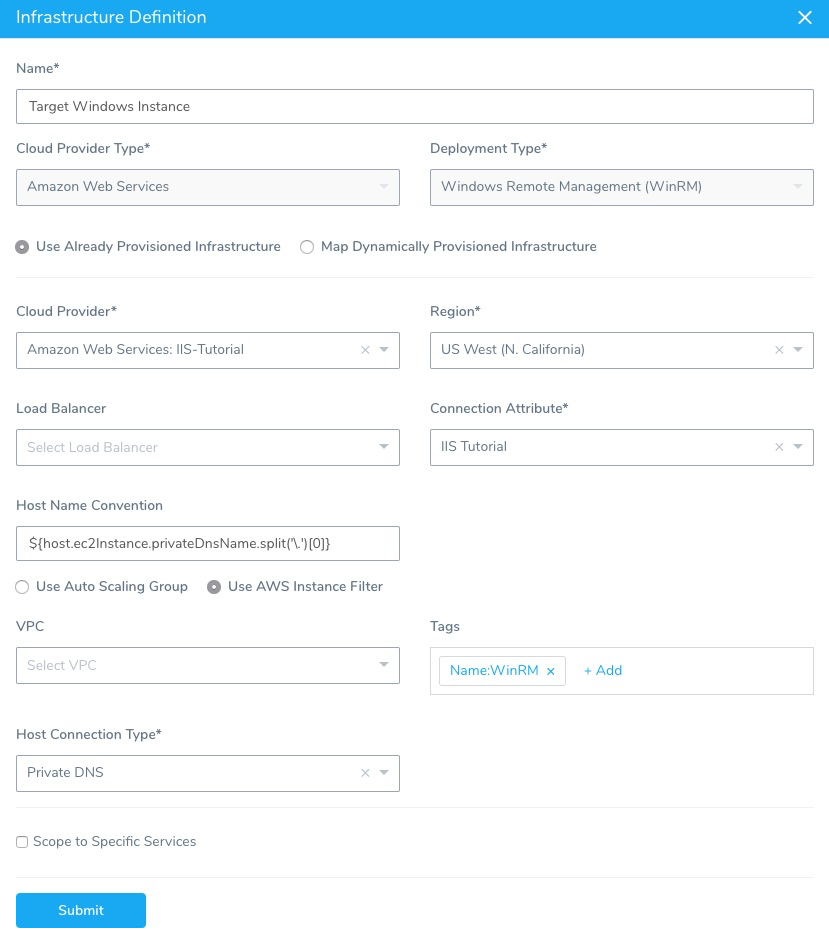 Infrastructure Definition
Name*
Target Windows Instance
Cloud Provider Type* Deployment Type*
Amazon Web Services Windows Remote Management (WinRM)
Use Already Provisioned Infrastructure Map Dynamically Provisioned Infrastructure
Cloud Provider* Region*
Amazon Web Services: IIS-Tutorial US West (N. California)
Load Balancer Connection Attribute*
Select Load Balancer IIS Tutorial
Host Name Convention
${host.ec2Instance.privateDnsName.split('\.')[0]}
Use Auto Scaling Group Use AWS Instance Filter
VPC Tags
Select VPC Name:WinRM × + Add
Host Connection Type*
Private DNS
Scope to Specific Services
Submit